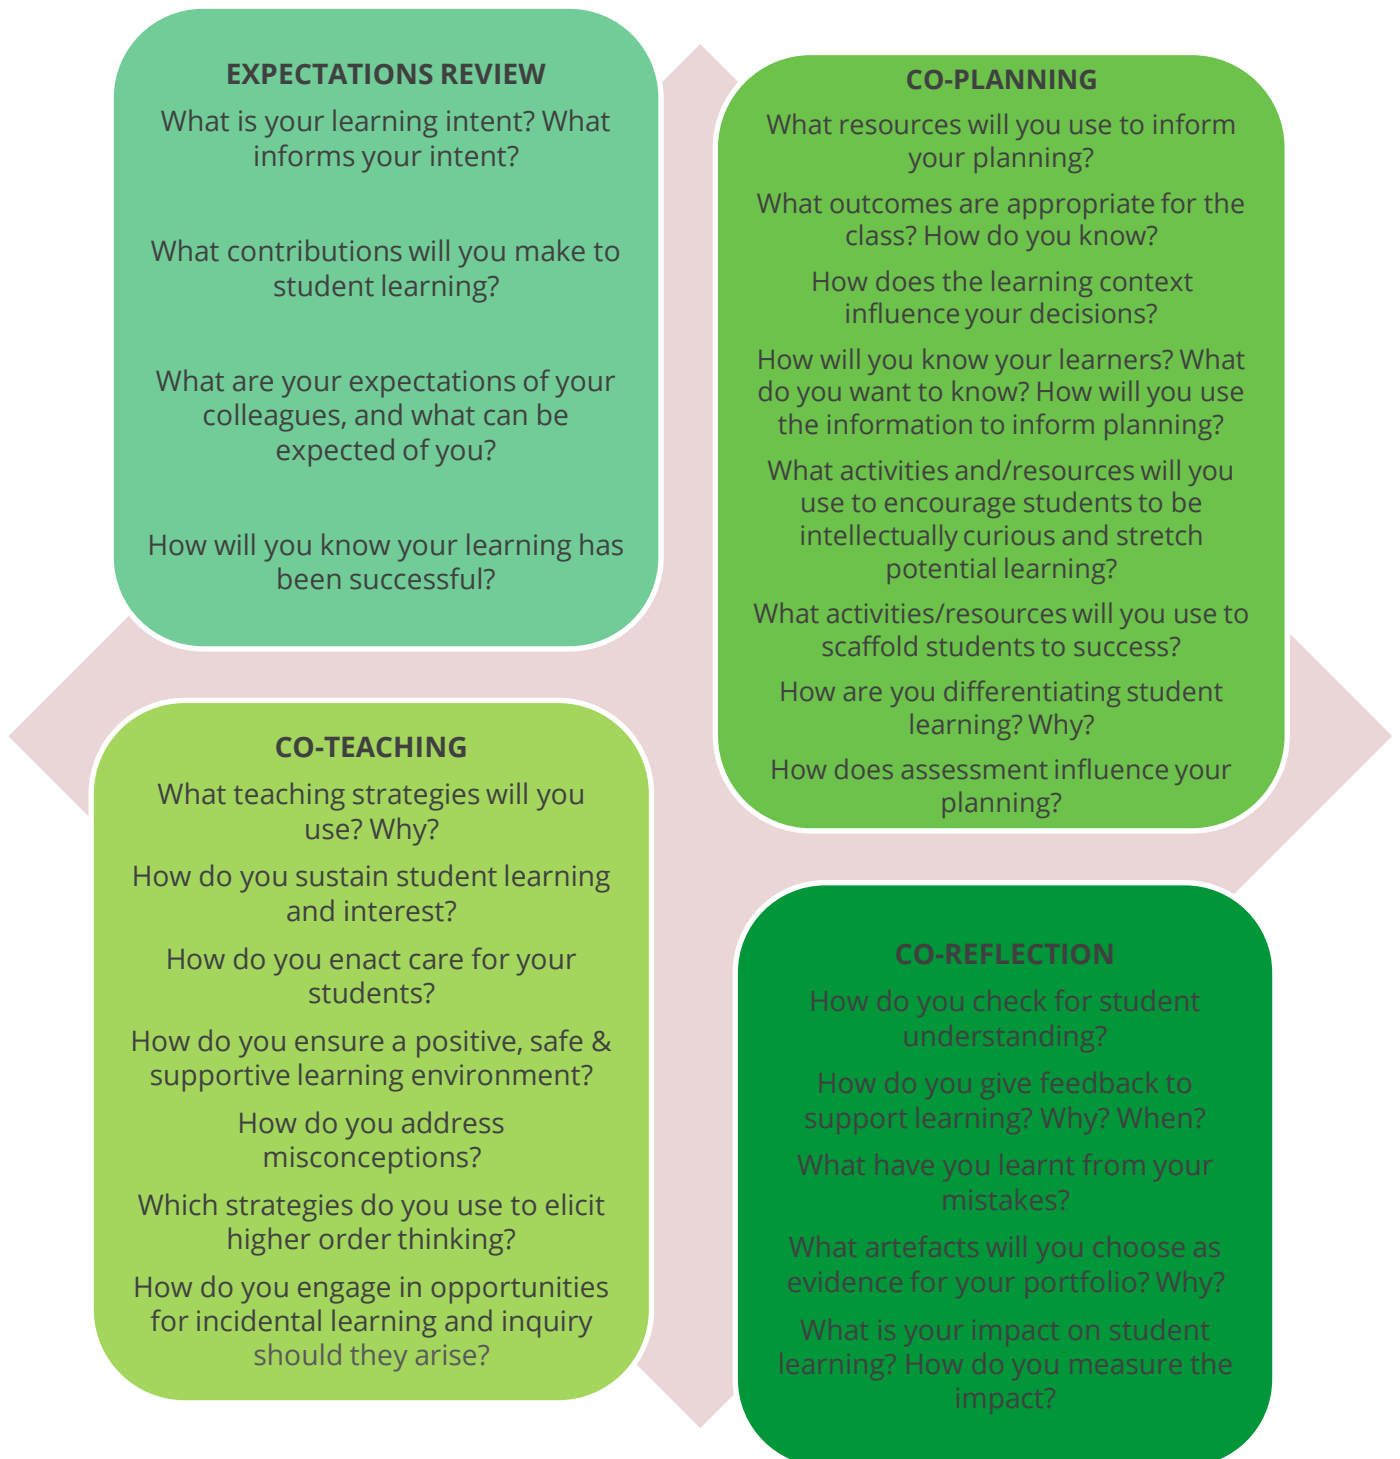 EXPECTATIONS REVIEW
What is your learning intent? What
informs your intent?
What contributions will you make to
student learning?
What are your expectations of your
colleagues, and what can be
expected of you?
How will you know your learning has
been successful?
CO-PLANNING
What resources will you use to inform
your planning?
What outcomes are appropriate for the
class? How do you know?
How does the learning context
influence your decisions?
How will you know your learners? What
do you want to know? How will you use
the information to inform planning?
What activities and/resources will you
use to encourage students to be
intellectually curious and stretch
potential learning?
What activities/resources will you use to
scaffold students to success?
How are you differentiating student
learning? Why?
How does assessment influence your
planning?
CO-TEACHING
What teaching strategies will you
use? Why?
How do you sustain student learning
and interest?
How do you enact care for your
students?
How do you ensure a positive, safe &
supportive learning environment?
How do you address
misconceptions?
Which strategies do you use to elicit
higher order thinking?
How do you engage in opportunities
for incidental learning and inquiry
should they arise?
CO-REFLECTION
How do you check for student
understanding?
How do you give feedback to
support learning? Why? When?
What have you learnt from your
mistakes?
What artefacts will you choose as
evidence for your portfolio? Why?
What is your impact on student
learning? How do you measure the
impact?